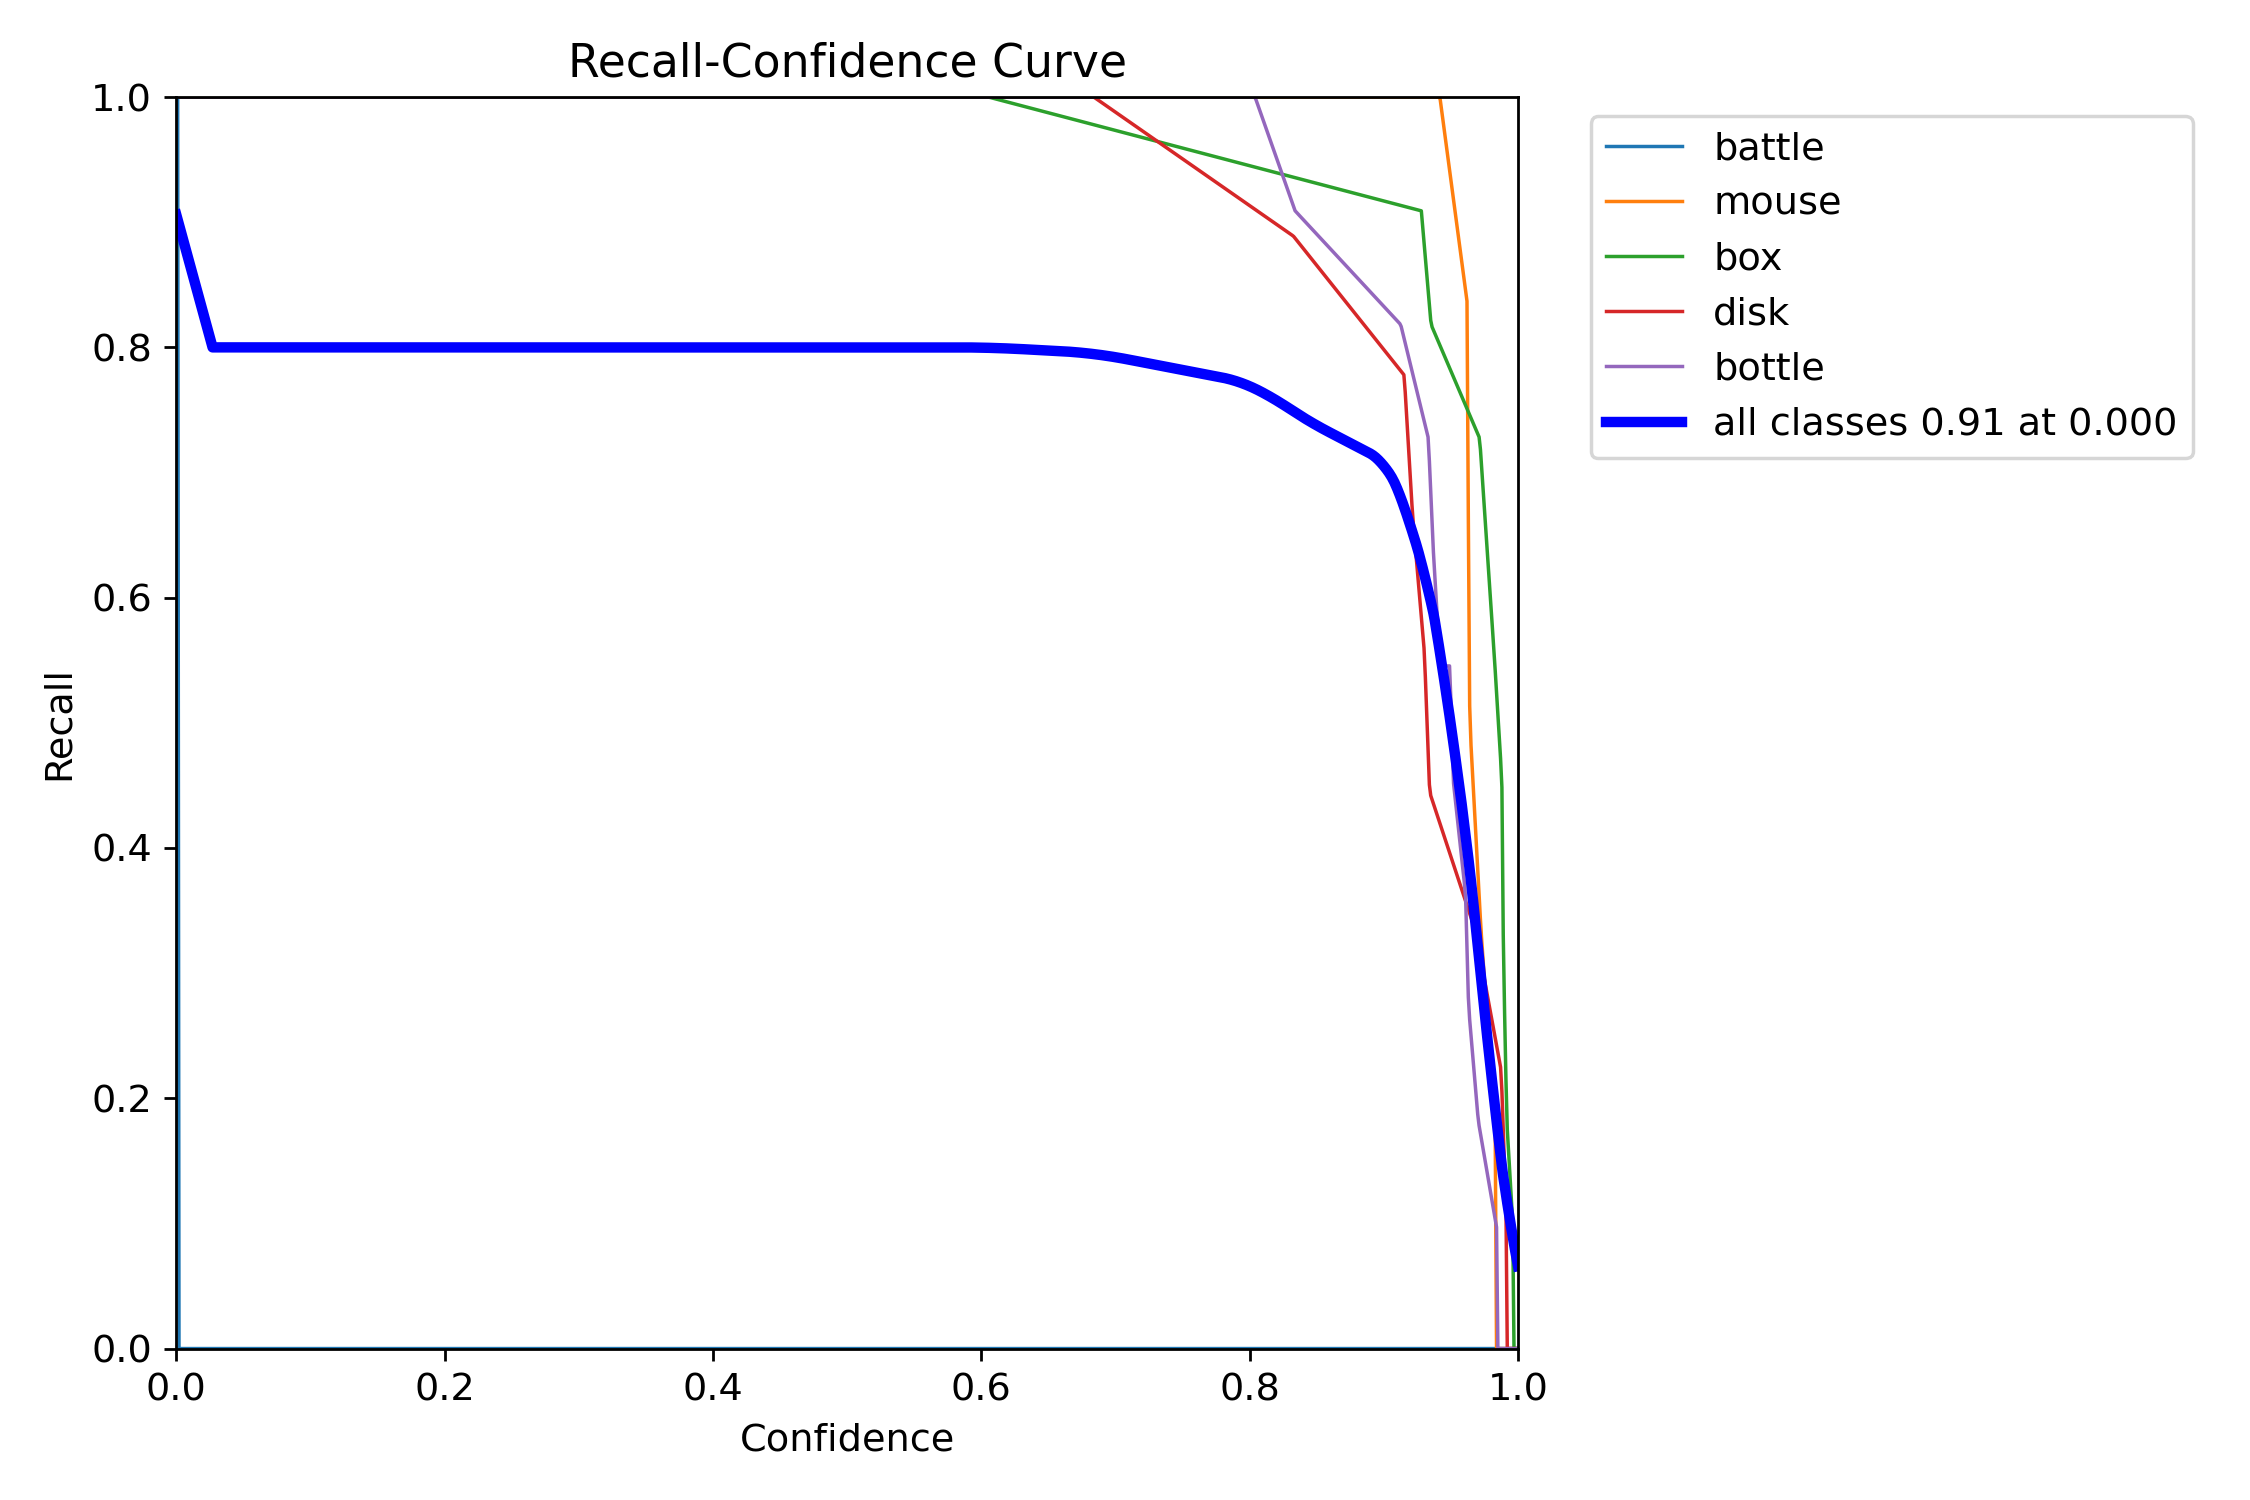 Recall-Confidence Curve
1.0
0.8
0.6
0.4
0.2
0.0
Recall
0.0 0.2 0.4 0.6 0.8 1.0
Confidence
battle
mouse
box
disk
bottle
all classes 0.91 at 0.000